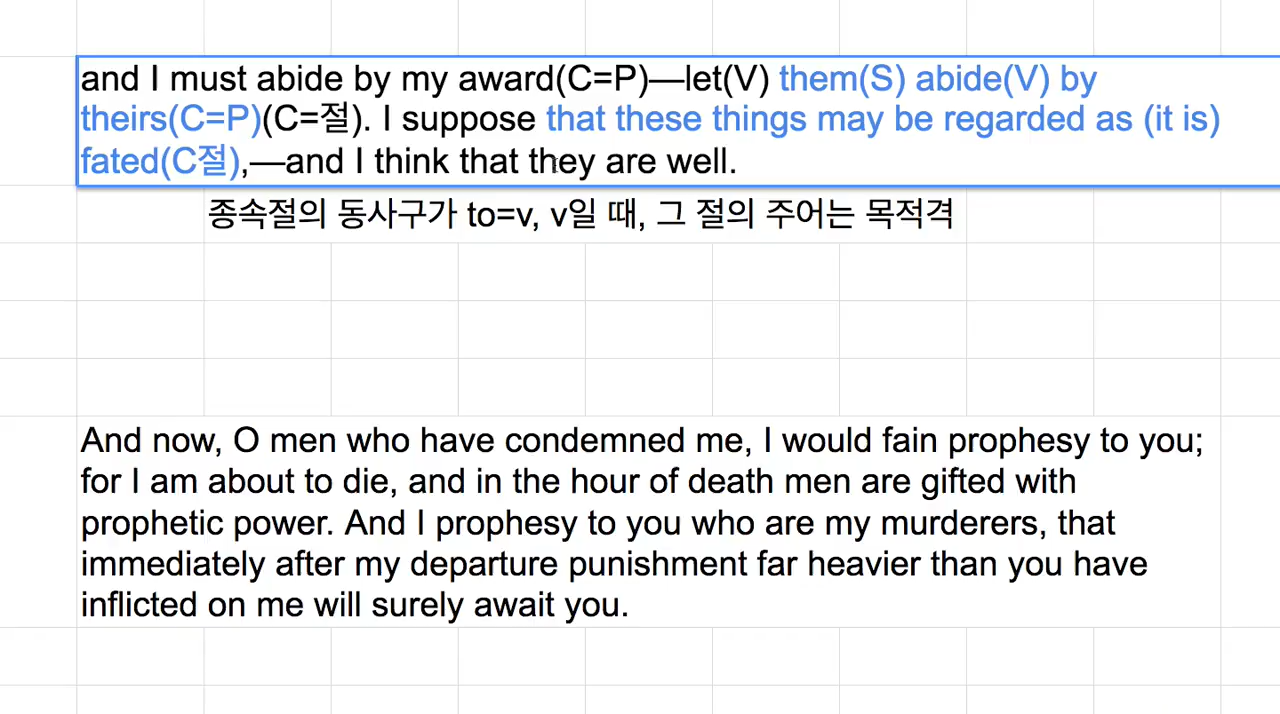 and I must abide by my award(C=P)—let(V) them(S) abide(V) by
theirs(C=P)(C=절). I suppose that these things may be regarded as (it is)
fated(C절),—and I think that they are well.
종속절의 동사구가 to=v, v일 때, 그 절의 주어는 목적격
And now, O men who have condemned me, I would fain prophesy to you;
for I am about to die, and in the hour of death men are gifted with
prophetic power. And I prophesy to you who are my murderers, that
immediately after my departure punishment far heavier than you have
inflicted on me will surely await you.